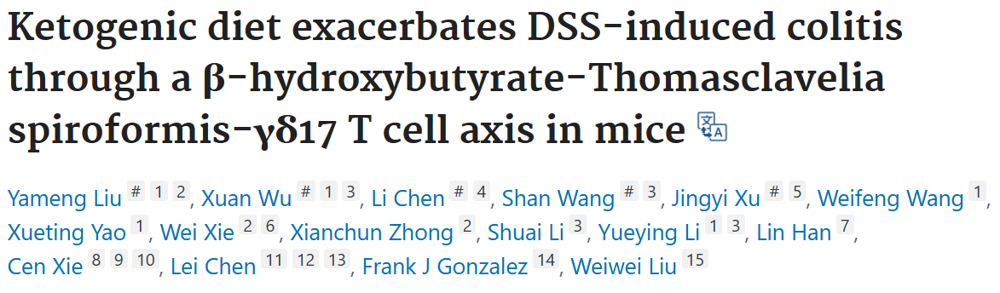 Ketogenic diet exacerbates DSS-induced colitis
through a β-hydroxybutyrate-Thomasclavelia
spiroformis-γδ17 T cell axis in mice 文A
Yameng Liu # 1 2, Xuan Wu # 1 3, Li Chen # 4, Shan Wang # 3, Jingyi Xu # 5, Weifeng Wang 1,
Xueting Yao 1, Wei Xie 2 6, Xianchun Zhong 2, Shuai Li 3, Yueying Li 1 3, Lin Han 7,
Cen Xie 8 9 10, Lei Chen 11 12 13, Frank J Gonzalez 14, Weiwei Liu 15